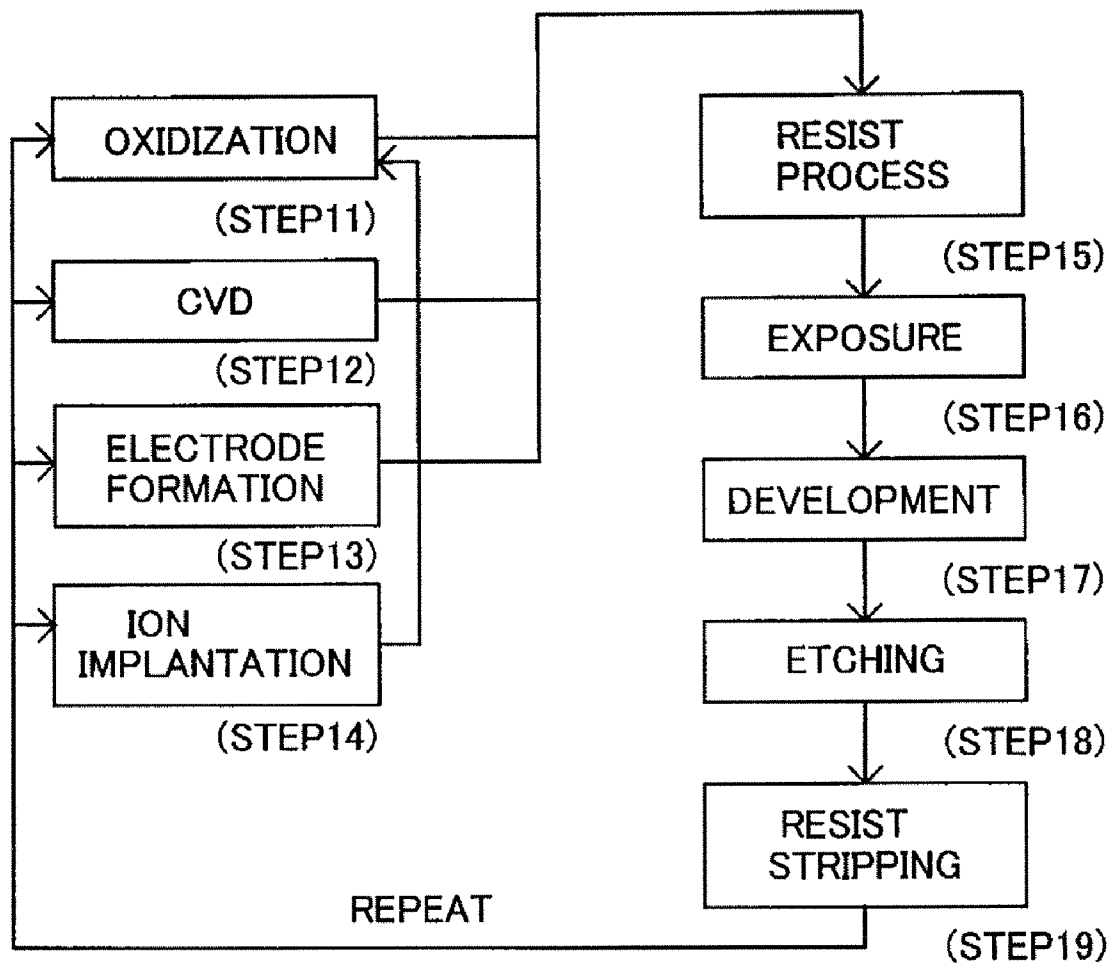 OXIDIZATION
(STEP11)
CVD
(STEP12)
ELECTRODE
FORMATION
(STEP13)
ION
IMPLANTATION
(STEP14)
RESIST
PROCESS
(STEP15)
EXPOSURE
(STEP16)
DEVELOPMENT
(STEP17)
ETCHING
(STEP18)
RESIST
STRIPPING
(STEP19)
REPEAT